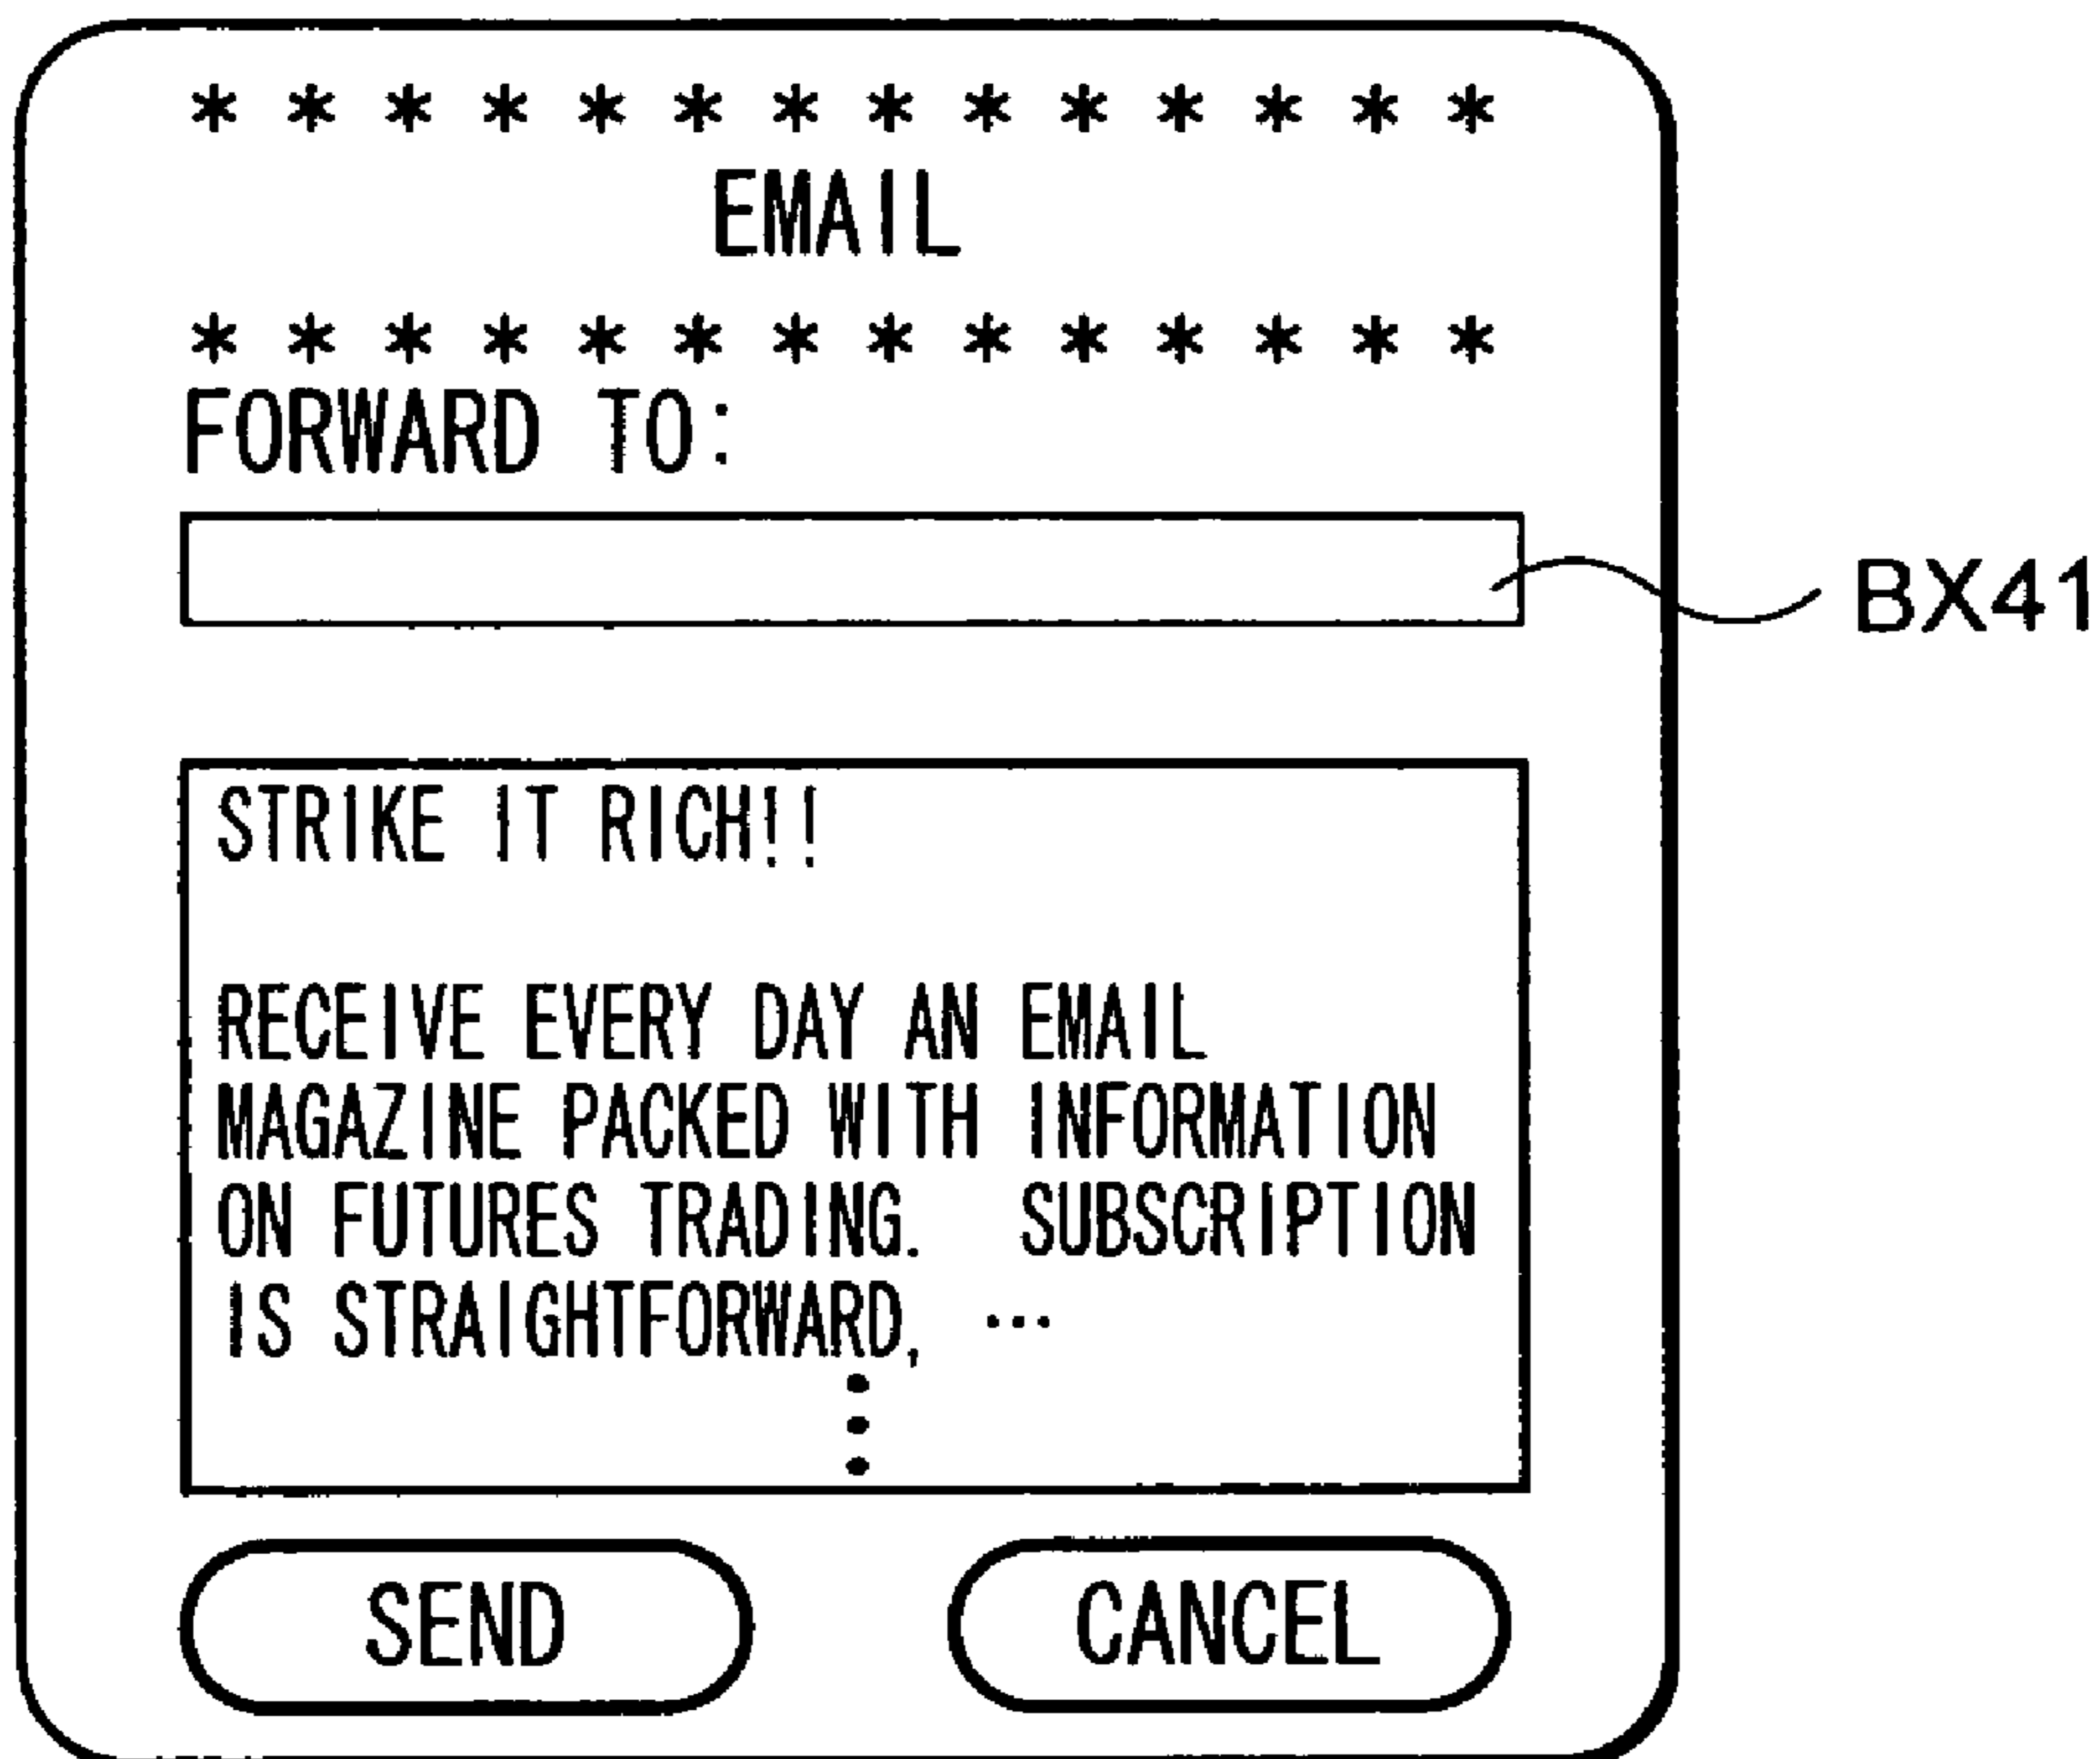 * * * * * * * * * * * * * *
EMAIL
* * * * * * * * * * * * * *
FORWARD TO:
BX41
STRIKE IT RICH!!
RECEIVE EVERY DAY AN EMAIL
MAGAZINE PACKED WITH INFORMATION
ON FUTURES TRADING. SUBSCRIPTION
IS STRAIGHTFORWARD, ...
SEND CANCEL